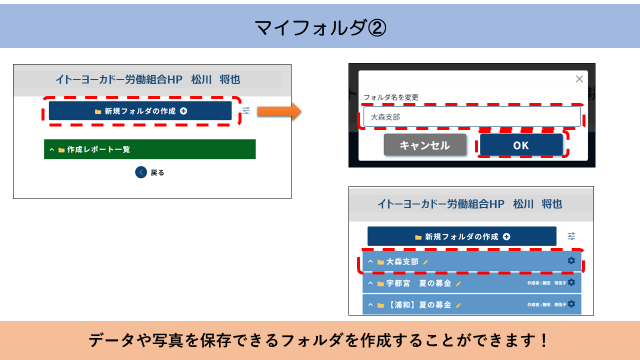 マイフォルダ②
イトーヨーカドー労働組合HP 松川 将也
新規フォルダの作成
作成レポート一覧
戻る
フォルダ名を変更
大森支部
キャンセル
OK
イトーヨーカドー労働組合HP 松川 将也
新規フォルダの作成
大森支部
宇都宮 夏の募金
【浦和】夏の募金
データや写真を保存できるフォルダを作成することができます！